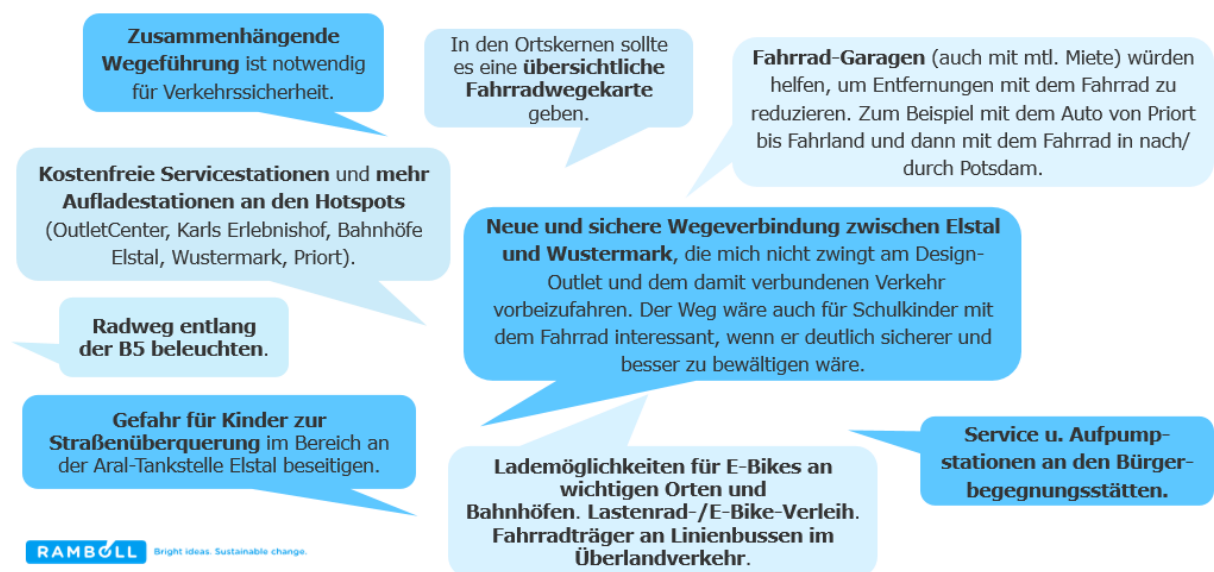 Zusammenhängende
Wegeführung ist notwendig
für Verkehrssicherheit.
In den Ortskernen sollte
es eine übersichtliche
Fahrradwegekarte
geben.
Fahrrad-Garagen (auch mit mtl. Miete) würden
helfen, um Entfernungen mit dem Fahrrad zu
reduzieren. Zum Beispiel mit dem Auto von Priort
bis Fahrland und dann mit dem Fahrrad in nach/
durch Potsdam.
Kostenfreie Servicestationen und mehr
Aufladestationen an den Hotspots
(OutletCenter, Karls Erlebnishof, Bahnhöfe
Elstal, Wustermark, Priort).
Neue und sichere Wegeverbindung zwischen Elstal
und Wustermark, die mich nicht zwingt am Design-
Outlet und dem damit verbundenen Verkehr
vorbeizufahren. Der Weg wäre auch für Schulkinder mit
dem Fahrrad interessant, wenn er deutlich sicherer und
besser zu bewältigen wäre.
Radweg entlang
der B5 beleuchten.
Gefahr für Kinder zur
Straßenüberquerung im Bereich an
der Aral-Tankstelle Elstal beseitigen.
Lademöglichkeiten für E-Bikes an
wichtigen Orten und
Bahnhöfen. Lastenrad-/E-Bike-Verleih.
Fahrradträger an Linienbussen im
Überlandverkehr.
Service u. Aufpump-
stationen an den Bürger-
begegnungsstätten.
RAMBOLL Bright ideas. Sustainable change.